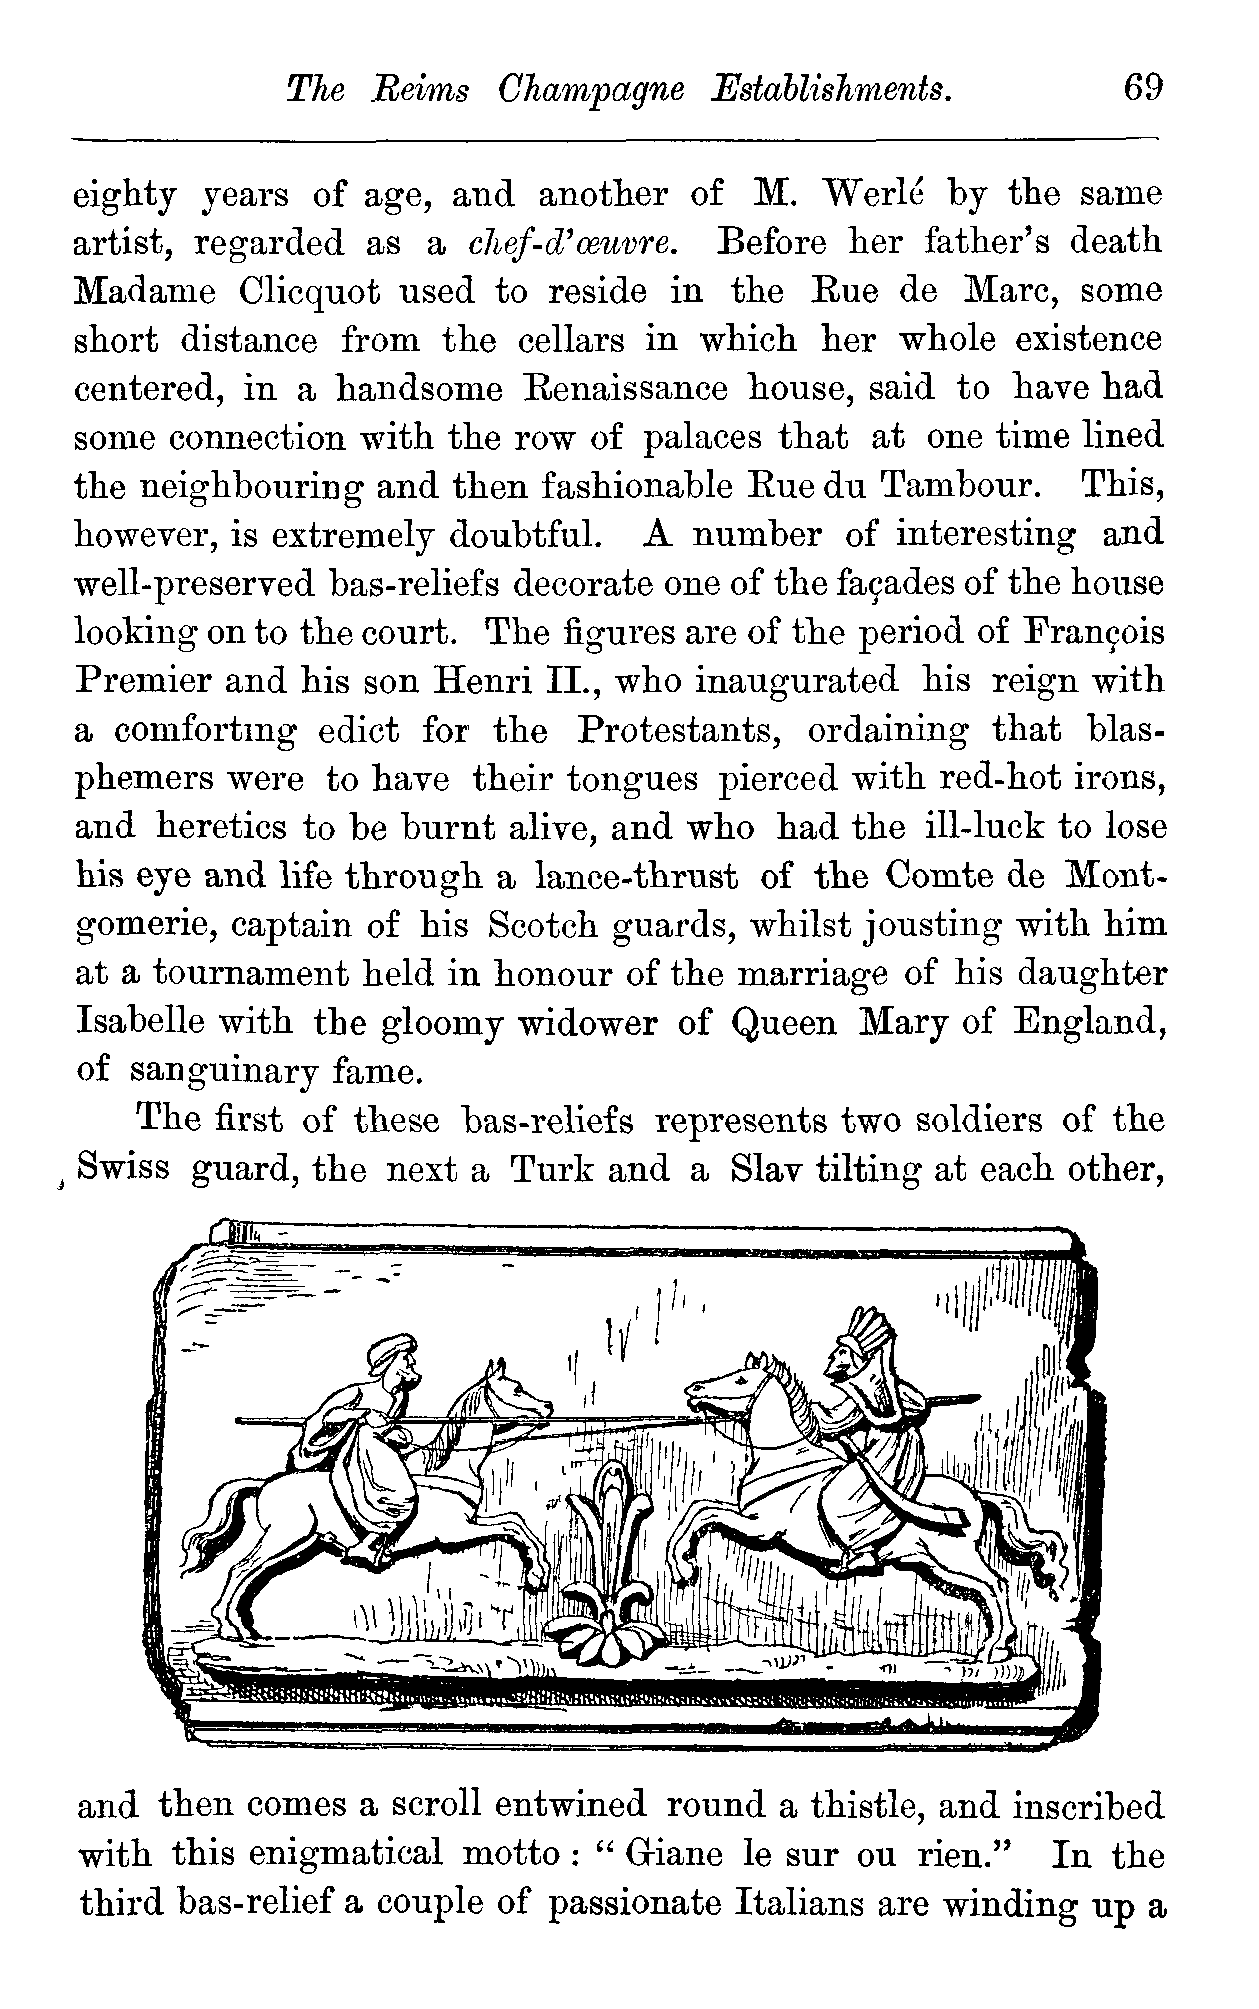 The Reims Champagne Establishments. 69
eighty years of age, and another of M. Werlé by the same
artist, regarded as a chef-d'œuvre. Before her father's death
Madame Clicquot used to reside in the Rue de Marc, some
short distance from the cellars in which her whole existence
centered, in a handsome Renaissance house, said to have had
some connection with the row of palaces that at one time lined
the neighbouring and then fashionable Rue du Tambour. This,
however, is extremely doubtful. A number of interesting and
well-preserved bas-reliefs decorate one of the façades of the house
looking on to the court. The figures are of the period of François
Premier and his son Henri II., who inaugurated his reign with
a comforting edict for the Protestants, ordaining that blas-
phemers were to have their tongues pierced with red-hot irons,
and heretics to be burnt alive, and who had the ill-luck to lose
his eye and life through a lance-thrust of the Comte de Mont-
gomerie, captain of his Scotch guards, whilst jousting with him
at a tournament held in honour of the marriage of his daughter
Isabelle with the gloomy widower of Queen Mary of England,
of sanguinary fame.
The first of these bas-reliefs represents two soldiers of the
Swiss guard, the next a Turk and a Slav tilting at each other,
and then comes a scroll entwined round a thistle, and inscribed
with this enigmatical motto : “ Giane le sur ou rien.” In the
third bas-relief a couple of passionate Italians are winding up a